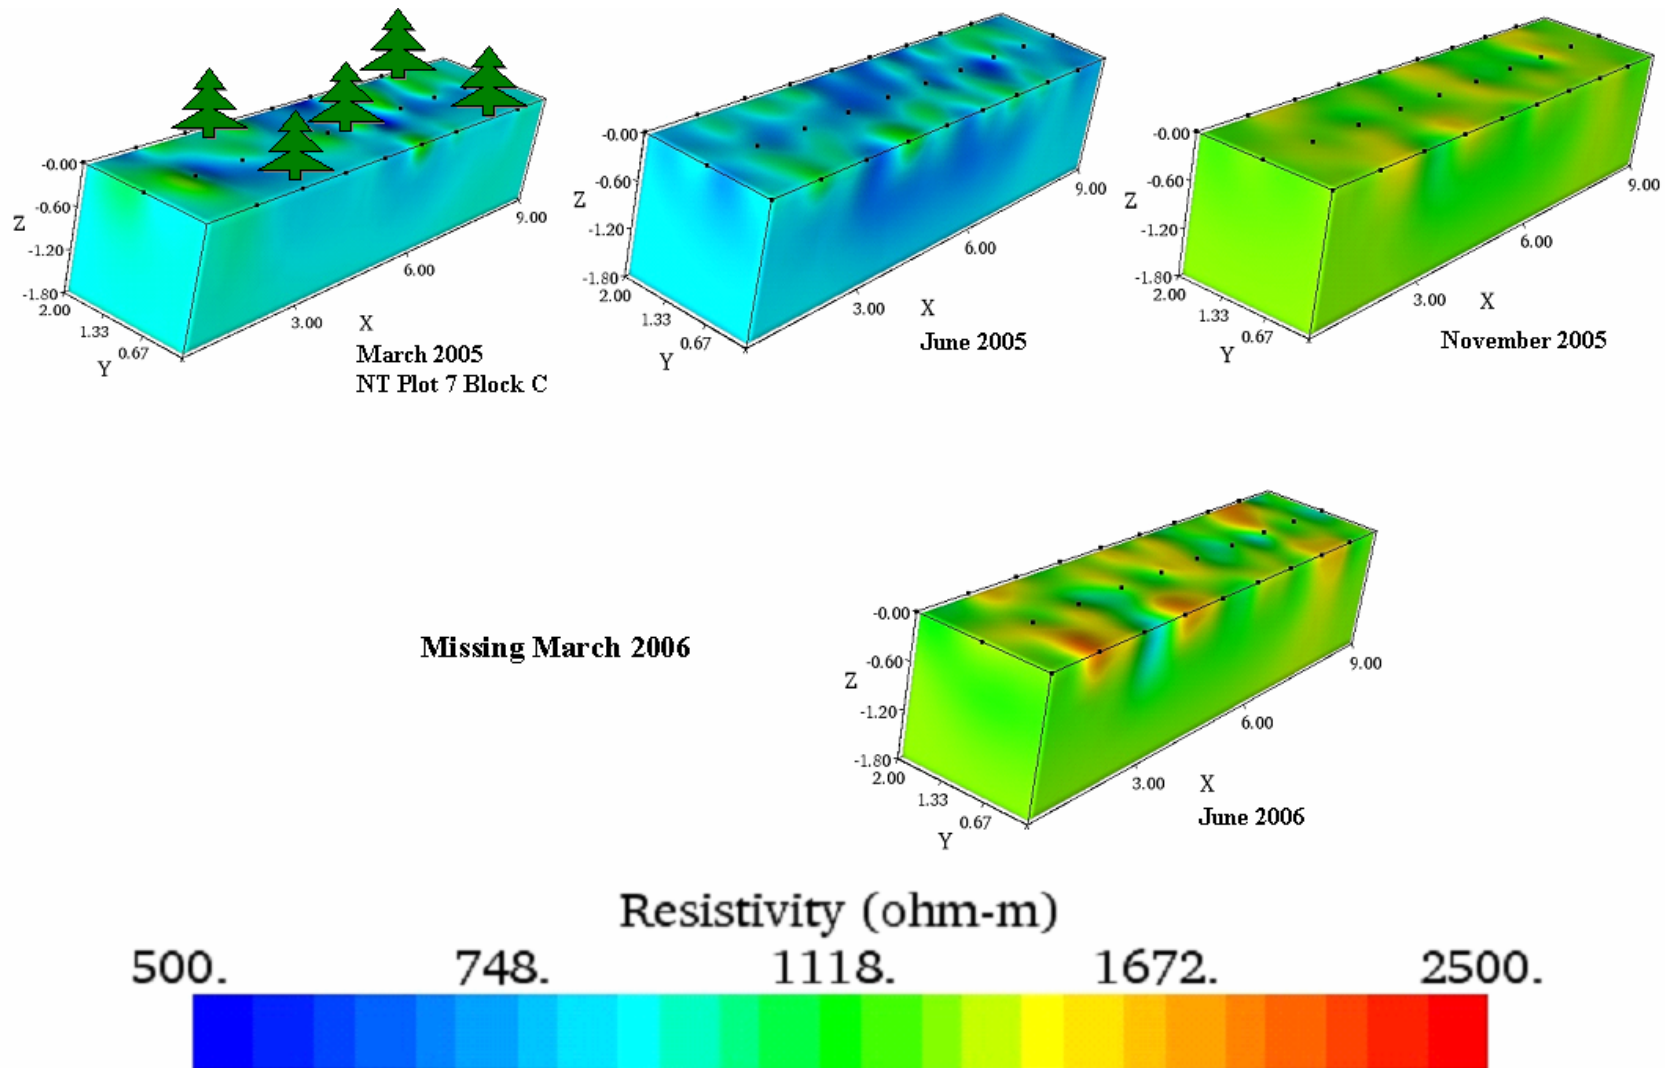 -0.00
-0.60
Z
-1.20
-1.80
2.00
1.33
0.67
Y
3.00
6.00
9.00
X
March 2005
NT Plot 7 Block C
-0.00
-0.60
Z
-1.20
-1.80
2.00
1.33
0.67
Y
3.00
6.00
9.00
X
June 2005
-0.00
-0.60
Z
-1.20
-1.80
2.00
1.33
0.67
Y
3.00
6.00
9.00
X
November 2005
Missing March 2006
-0.00
-0.60
Z
-1.20
-1.80
2.00
1.33
0.67
Y
3.00
6.00
9.00
X
June 2006
Resistivity (ohm-m)
500. 748. 1118. 1672. 2500.